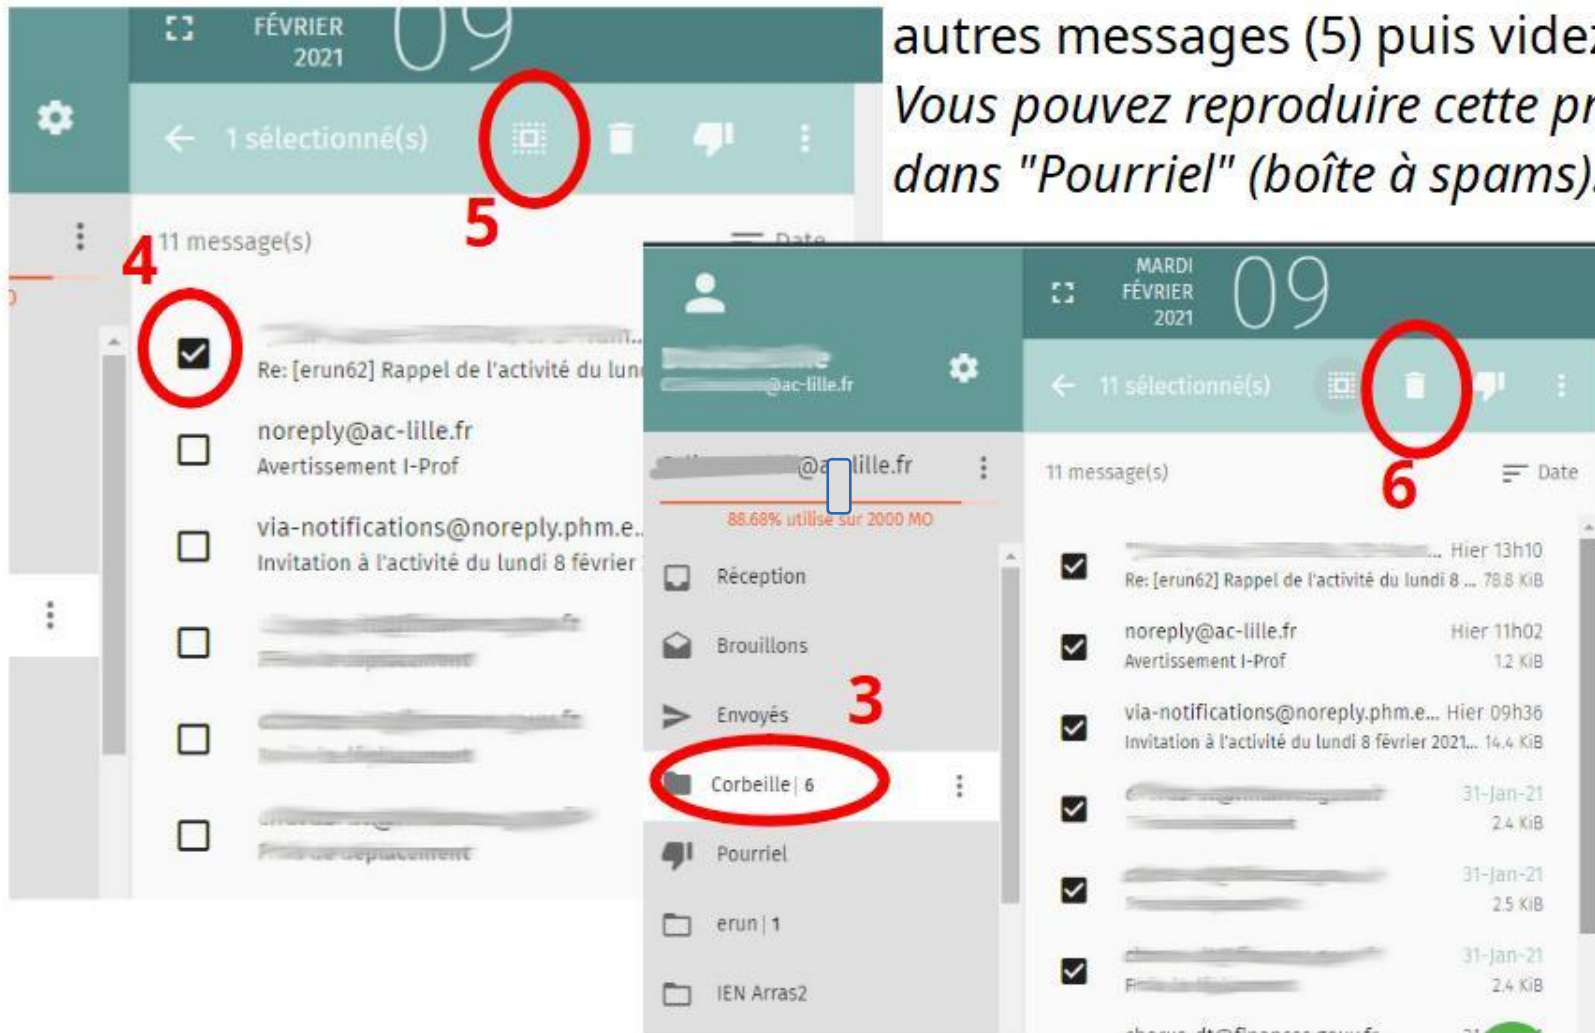 autres messages (5) puis videz
Vous pouvez reproduire cette pr
dans "Pourriel" (boîte à spams).
FÉVRIER
2021
09
1 sélectionné(s)
5
11 message(s)
Date
4
Re: [erun62] Rappel de l'activité du lun
noreply@ac-lille.fr
Avertissement I-Prof
via-notifications@noreply.phm.e...
Invitation à l'activité du lundi 8 février
@ac-lille.fr
lille.fr
88.68% utilisé sur 2000 MO
Réception
Brouillons
Envoyés
3
Corbeille | 6
Pourriel
erun | 1
IEN Arras2
MARDI
FÉVRIER
2021
09
11 sélectionné(s)
6
11 message(s)
Date
... Hier 13h10
Re: [erun62] Rappel de l'activité du lundi 8 ... 78.8 KiB
noreply@ac-lille.fr Hier 11h02
Avertissement I-Prof 1.2 KiB
via-notifications@noreply.phm.e... Hier 09h36
Invitation à l'activité du lundi 8 février 2021... 14.4 KiB
31-Jan-21
2.4 KiB
31-Jan-21
2.5 KiB
31-Jan-21
2.4 KiB